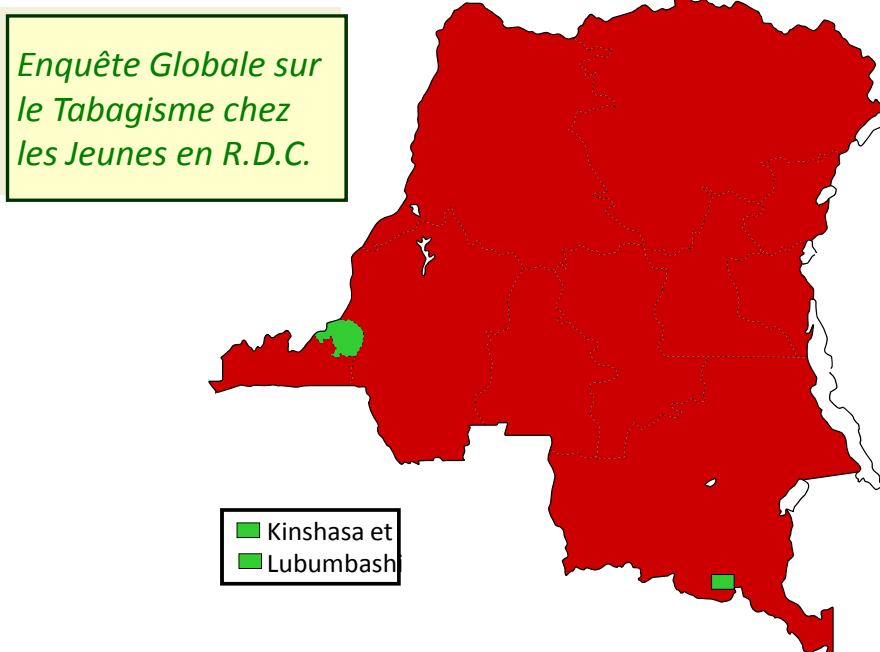 Enquête Globale sur
le Tabagisme chez
les Jeunes en R.D.C.
Kinshasa et
Lubumbashi